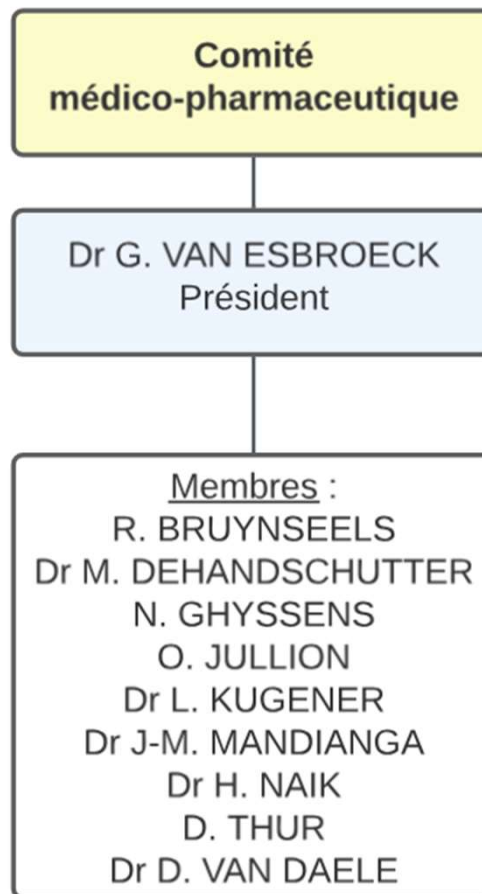 Comité
médico-pharmaceutique
Dr G. VAN ESBROECK
Président
Membres :
R. BRUYNSEELS
Dr M. DEHANDSCHUTTER
N. GHYSSENS
O. JULLION
Dr L. KUGENER
Dr J-M. MANDIANGA
Dr H. NAIK
D. THUR
Dr D. VAN DAELE